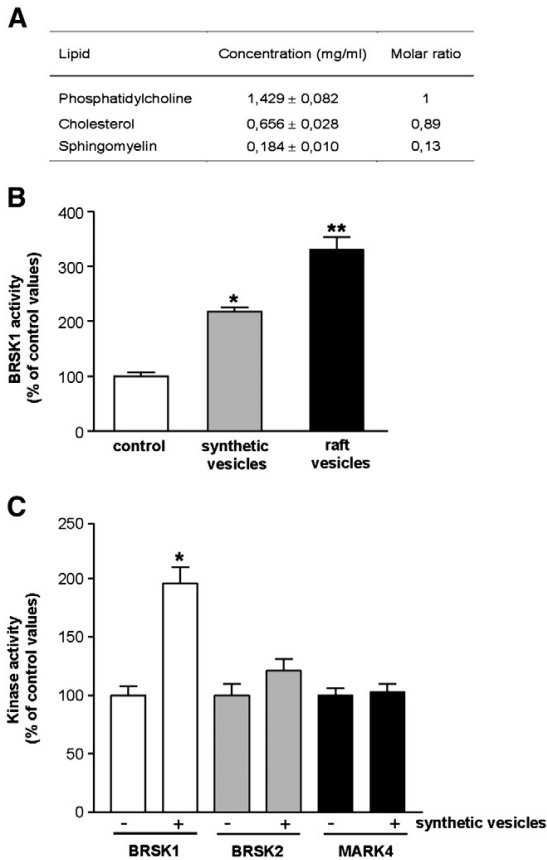 A
Lipid Concentration (mg/ml) Molar ratio
Phosphatidylcholine 1,429 ± 0,082 1
Cholesterol 0,656 ± 0,028 0,89
Sphingomyelin 0,184 ± 0,010 0,13
B
BRSK1 activity
(% of control values)
400
300
200
100
0
*
**
control synthetic raft
vesicles vesicles
C
Kinase activity
(% of control values)
250
200
150
100
50
0
*
- + - + - + synthetic vesicles
BRSK1 BRSK2 MARK4